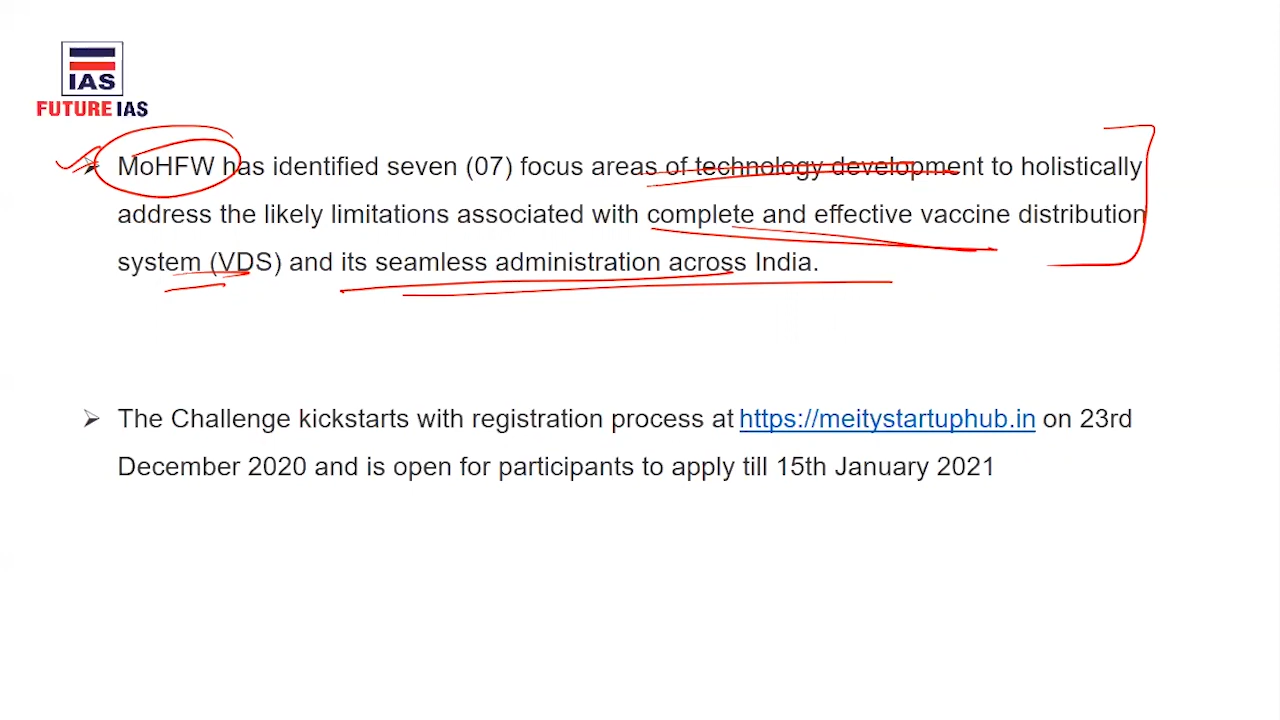 IAS
FUTURE IAS
MoHFW has identified seven (07) focus areas of technology development to holistically
address the likely limitations associated with complete and effective vaccine distribution
system (VDS) and its seamless administration across India.
The Challenge kickstarts with registration process at https://meitystartuphub.in on 23rd
December 2020 and is open for participants to apply till 15th January 2021